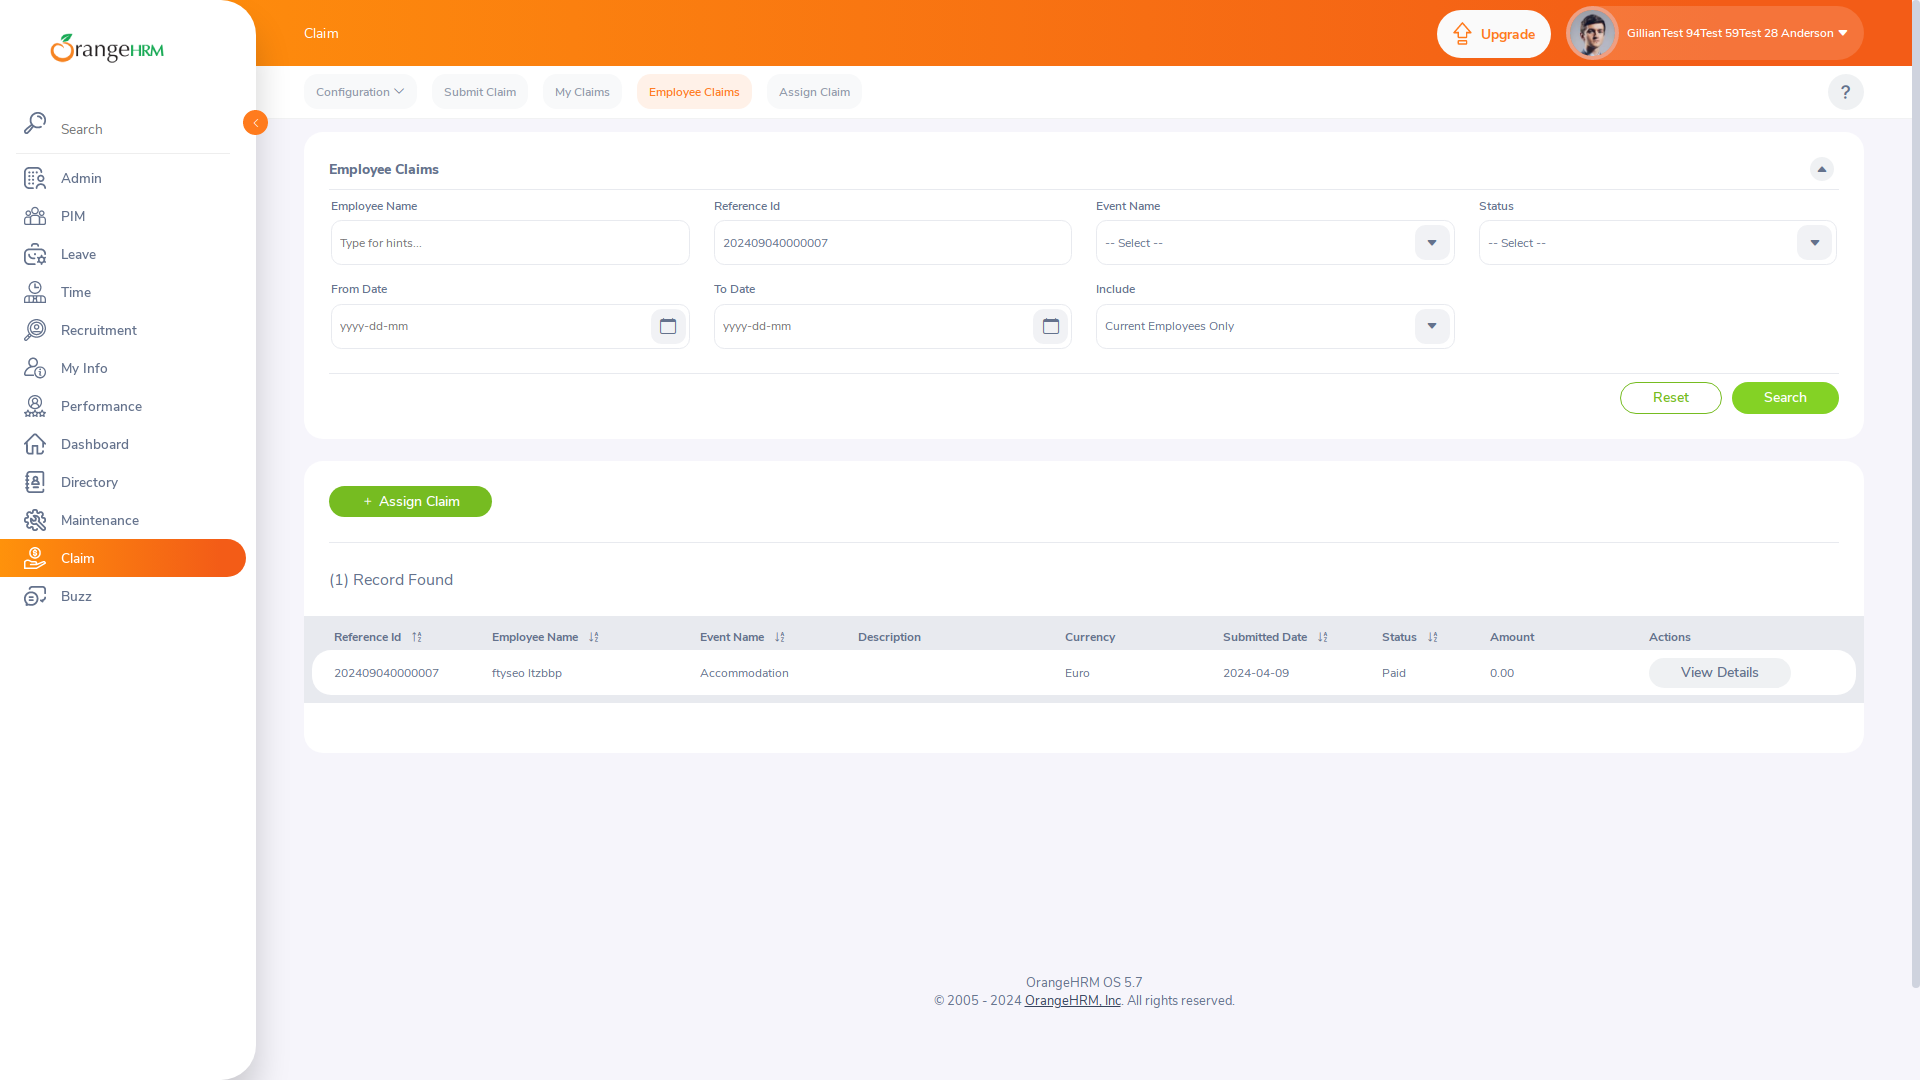 OrangeHRM
Claim
Upgrade
GillianTest 94Test 59Test 28 Anderson
Search
Admin
PIM
Leave
Time
Recruitment
My Info
Performance
Dashboard
Directory
Maintenance
Claim
Buzz
Configuration
Submit Claim
My Claims
Employee Claims
Assign Claim
?
Employee Claims
Employee Name
Reference Id
Event Name
Status
Type for hints...
202409040000007
-- Select --
-- Select --
From Date
To Date
Include
yyyy-dd-mm
yyyy-dd-mm
Current Employees Only
Reset
Search
+ Assign Claim
(1) Record Found
Reference Id
Employee Name
Event Name
Description
Currency
Submitted Date
Status
Amount
Actions
202409040000007
ftyseo ltzbbp
Accommodation
Euro
2024-04-09
Paid
0.00
View Details
OrangeHRM OS 5.7
© 2005 - 2024 OrangeHRM, Inc. All rights reserved.